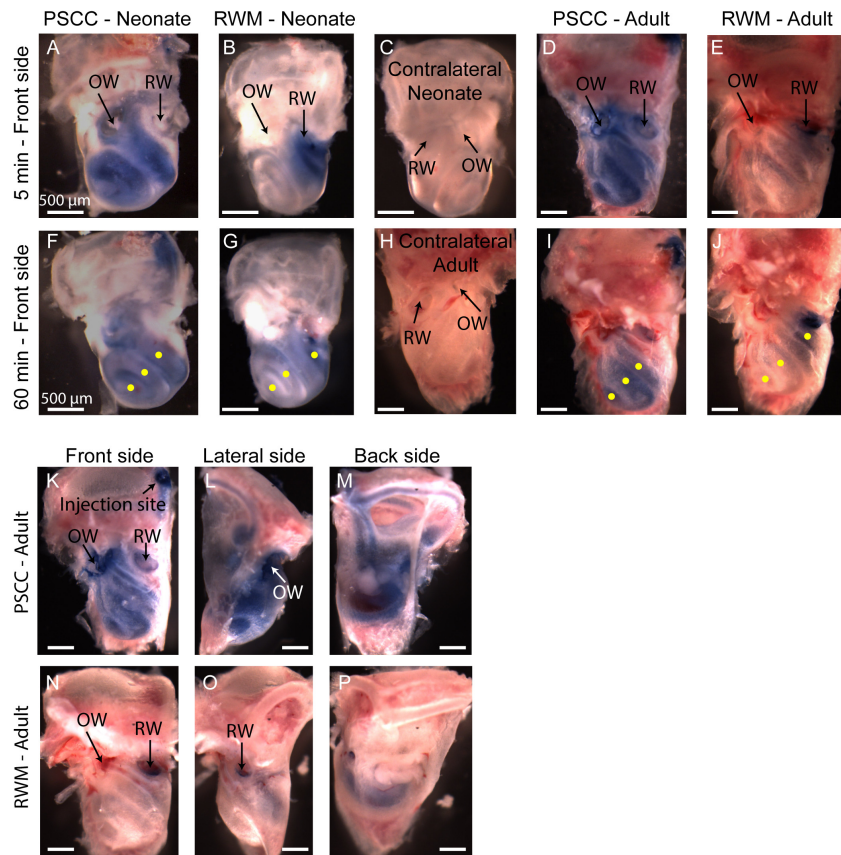 PSCC - Neonate
RWM - Neonate
PSCC - Adult
RWM - Adult
5 min - Front side
A
OW
RW
500 µm
B
OW
RW
C
Contralateral
Neonate
RW
OW
D
OW
RW
E
OW
RW
60 min - Front side
F
500 µm
G
H
Contralateral
Adult
RW
OW
I
J
Front side
Lateral side
Back side
PSCC - Adult
K
Injection site
OW
RW
L
OW
M
RWM - Adult
N
OW
RW
O
RW
P